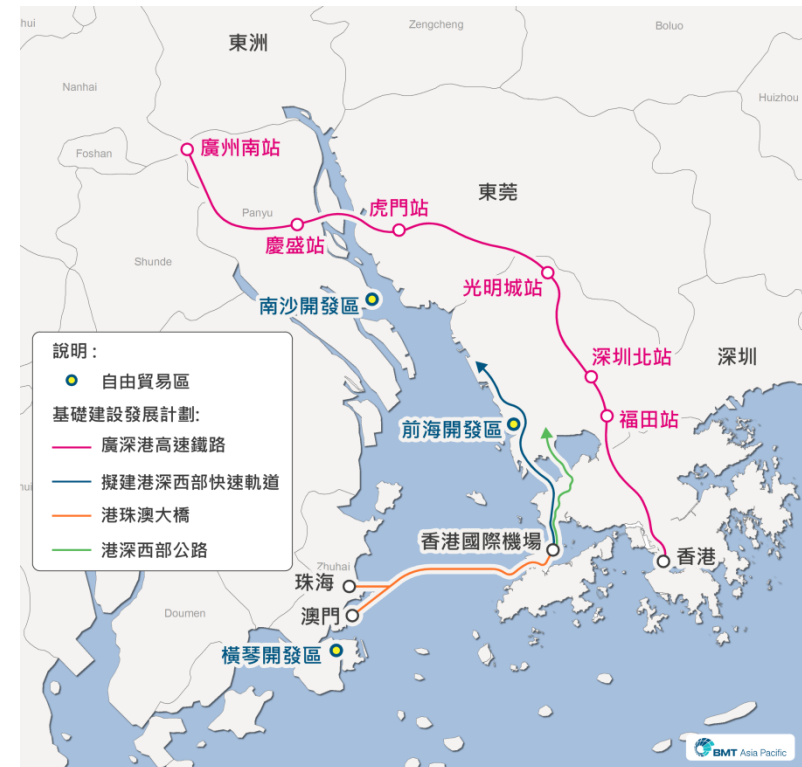 hui
東洲
Zengcheng
Boluo
Nanhai
Huizhou
Foshan
廣州南站
Panyu
慶盛站
虎門站
東莞
Shunde
光明城站
南沙開發區
說明 :
自由貿易區
基礎建設發展計劃:
廣深港高速鐵路
擬建港深西部快速軌道
港珠澳大橋
港深西部公路
深圳北站
深圳
福田站
前海開發區
香港國際機場
香港
Zhuhai
珠海
澳門
Doumen
橫琴開發區
BMT Asia Pacific